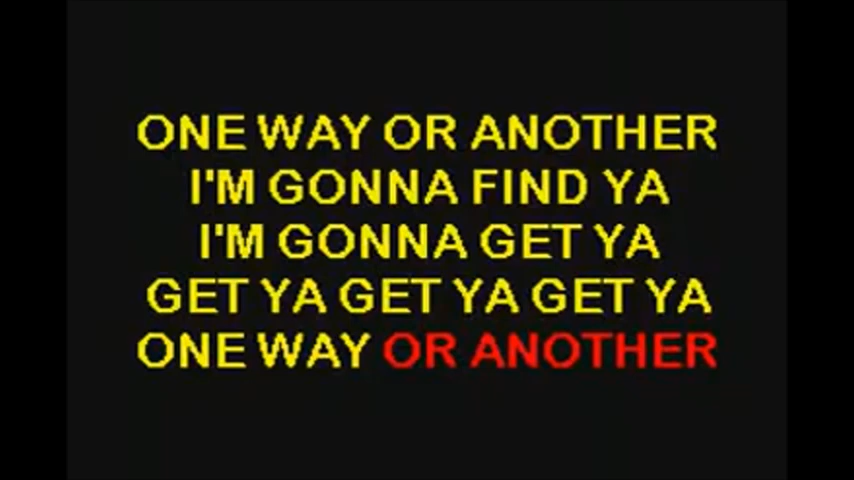 ONE WAY OR ANOTHER
I'M GONNA FIND YA
I'M GONNA GET YA
GET YA GET YA GET YA
ONE WAY OR ANOTHER